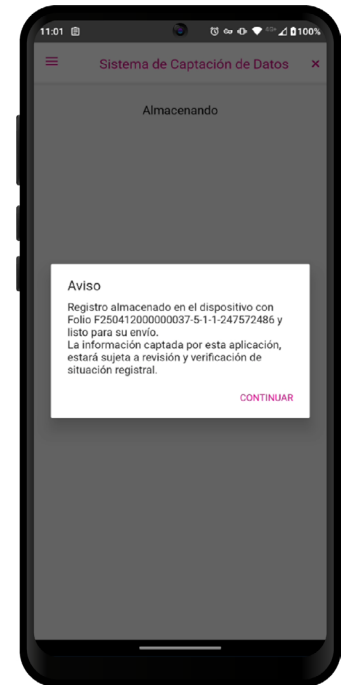 11:01
100%
Sistema de Captación de Datos ×
Almacenando
Aviso
Registro almacenado en el dispositivo con
Folio F250412000000037-5-1-1-247572486 y
listo para su envío.
La información captada por esta aplicación,
estará sujeta a revisión y verificación de
situación registral.
CONTINUAR